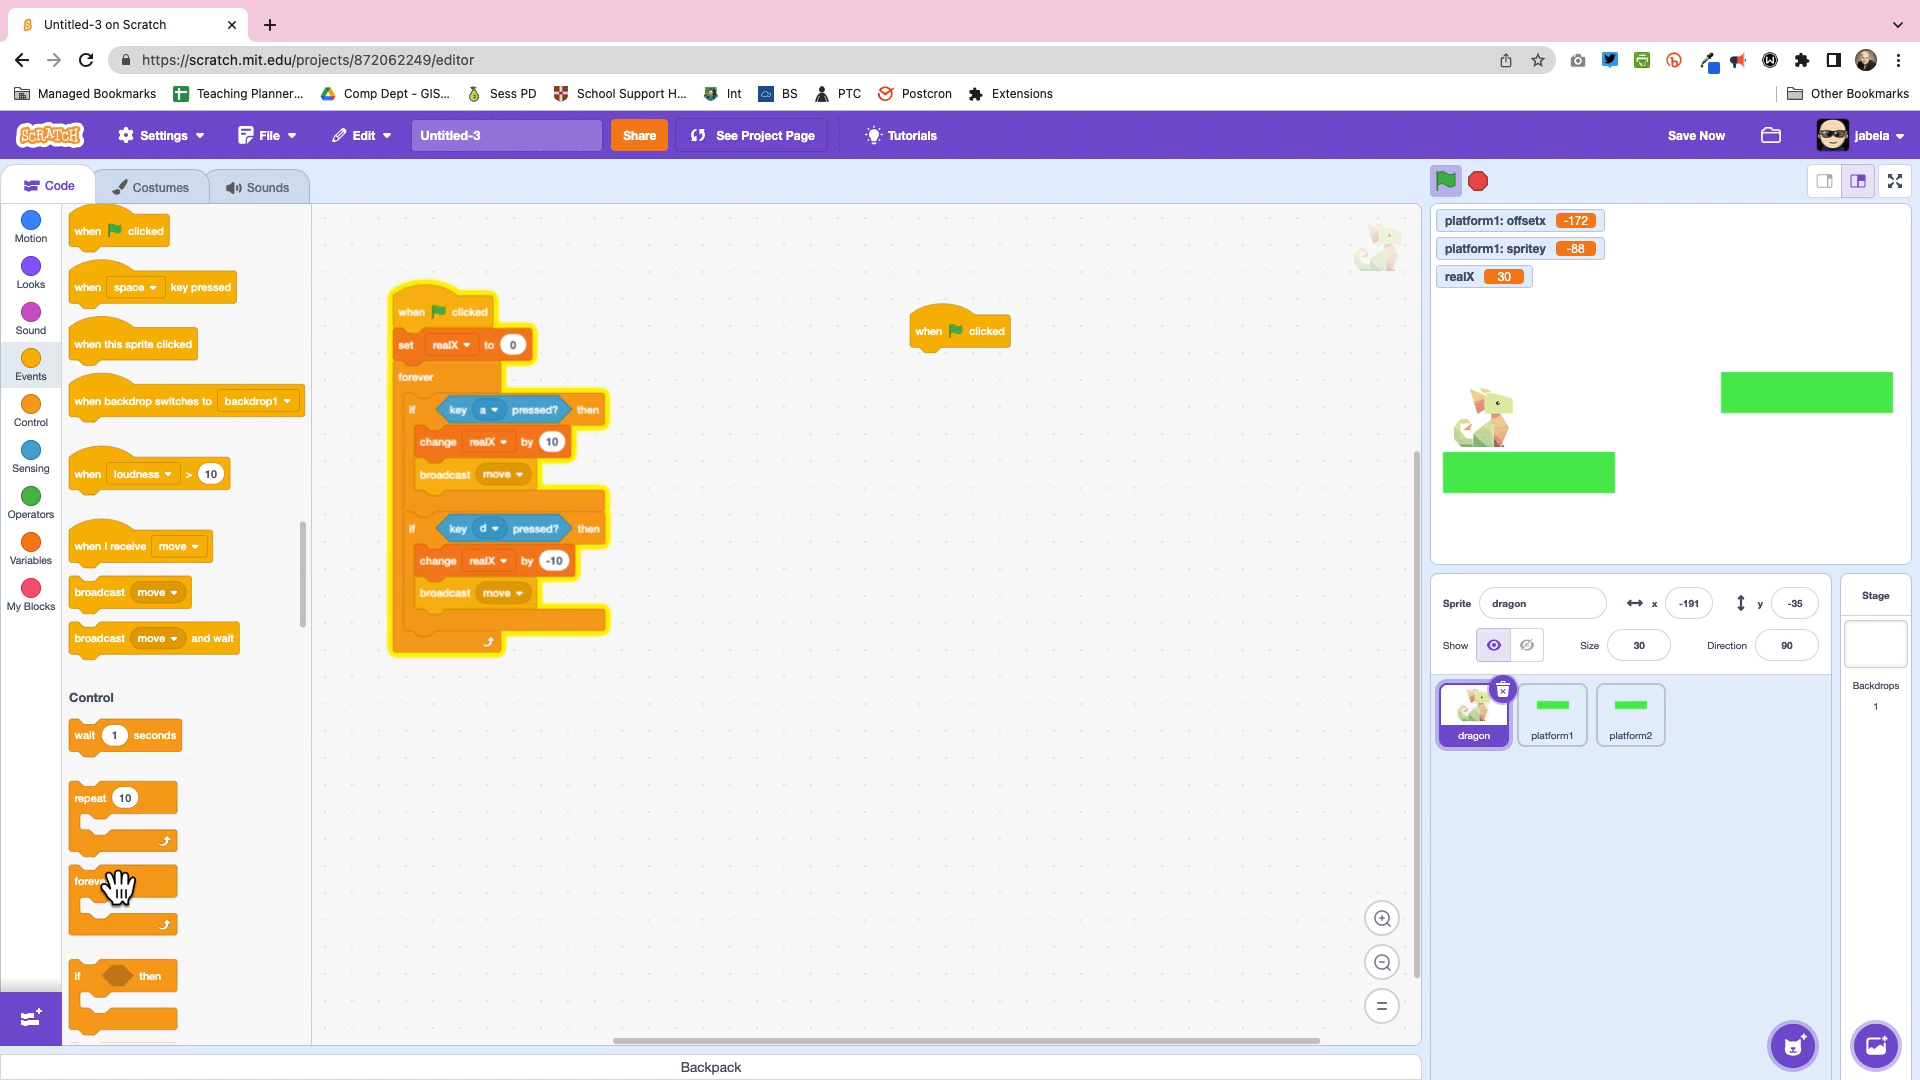 Untitled-3 on Scratch
https://scratch.mit.edu/projects/872062249/editor
Managed Bookmarks Teaching Planner... Comp Dept - GIS... Sess PD School Support H... Int BS PTC Postcron Extensions Other Bookmarks
SCRATCH Settings File Edit Untitled-3 Share See Project Page Tutorials Save Now jabela
Code Costumes Sounds
Motion
Looks
Sound
Events
Control
Sensing
Operators
Variables
My Blocks
when clicked
when space key pressed
when this sprite clicked
when backdrop switches to backdrop1
when loudness > 10
when I receive move
broadcast move
broadcast move and wait
Control
wait 1 seconds
repeat 10
if then
when clicked
set realX to 0
forever
if key a pressed? then
change realX by 10
broadcast move
if key d pressed? then
change realX by -10
broadcast move
when clicked
platform1: offsetx -172
platform1: spritey -88
realX 30
Sprite dragon x -191 y -35
Show Size 30 Direction 90
dragon platform1 platform2
Stage
Backdrops
1
Backpack